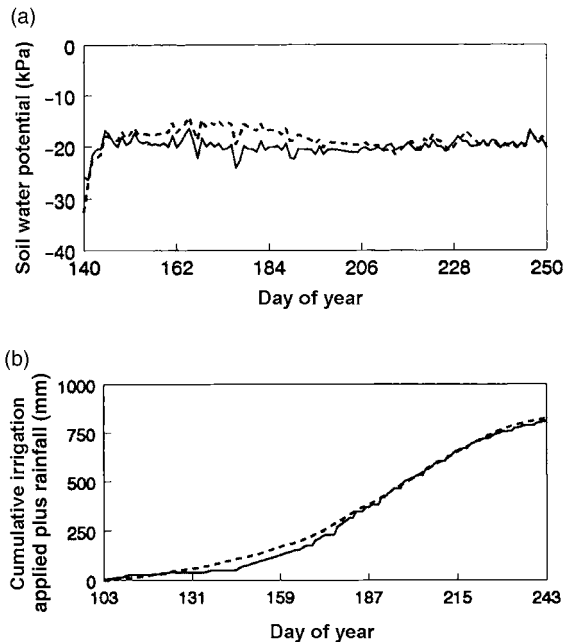 (a)
Soil water potential (kPa)
0
−10
−20
−30
−40
140 162 184 206 228 250
Day of year
(b)
Cumulative irrigation
applied plus rainfall (mm)
1000
750
500
250
0
103 131 159 187 215 243
Day of year